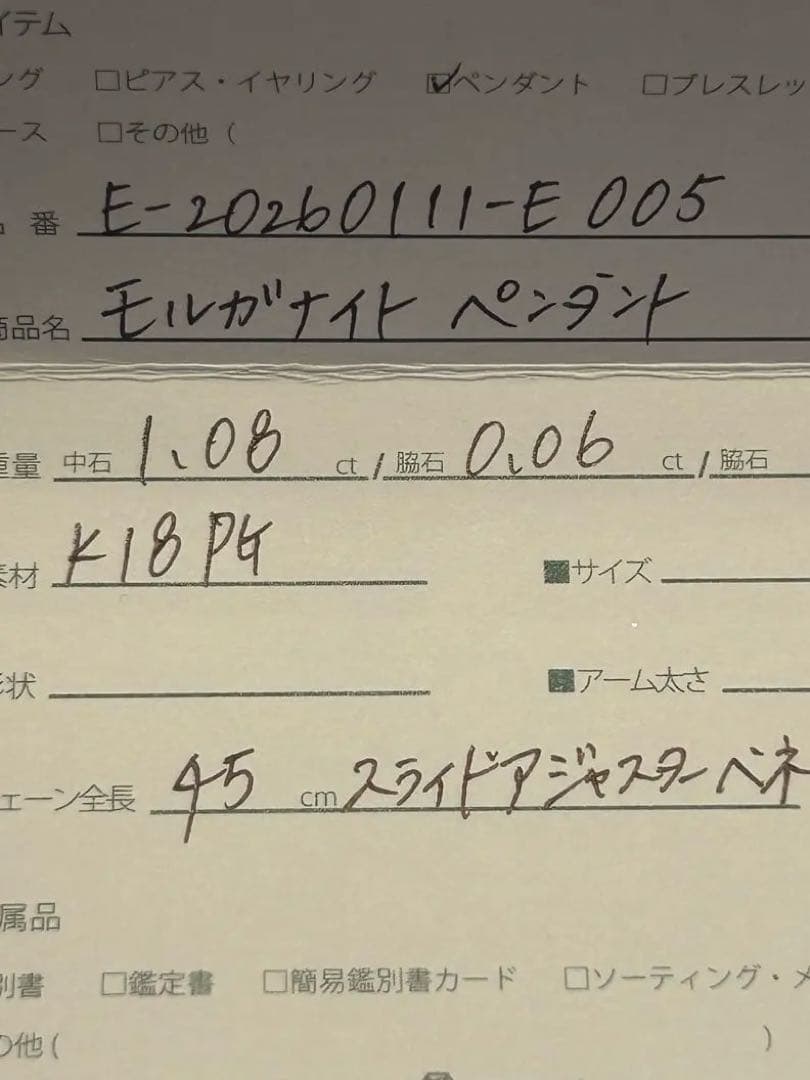 イテム
ング □ピアス・イヤリング ☑ペンダント □ブレスレッ
ース □その他（
番 E-20260111-E005
商品名 モルガナイト ペンダント
重量 中石 1.08 ct / 脇石 0.06 ct / 脇石
素材 K18PG ■サイズ
形状 ■アーム太さ
ェーン全長 45 cm スライドアジャスターベネ
属品
別書 □鑑定書 □簡易鑑別書カード □ソーティング・メ
の他( )